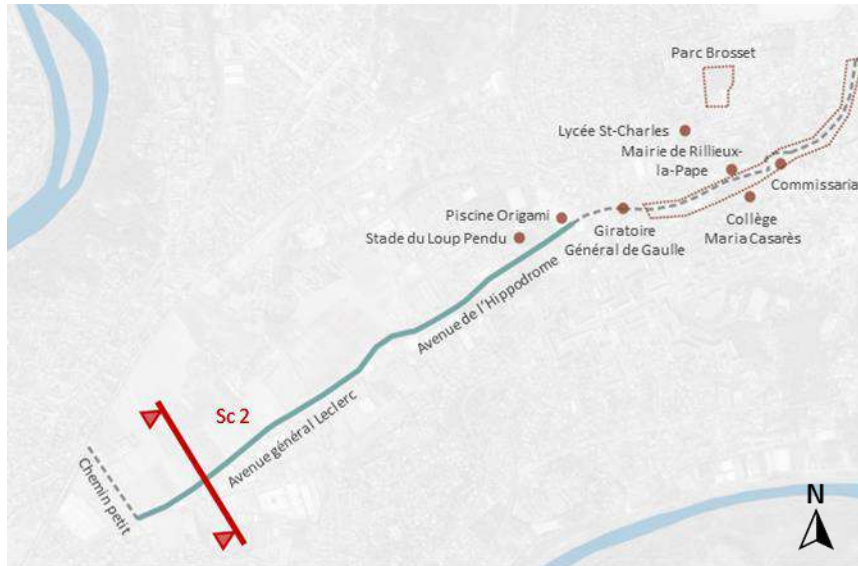 Parc Brosset
Lycée St-Charles
Mairie de Rillieux-
la-Pape
Commissaria
Piscine Origami
Stade du Loup Pendu
Giratoire
Général de Gaulle
Collège
Maria Casarès
Avenue de l'Hippodrome
Sc 2
Avenue général Leclerc
Chemin petit
N